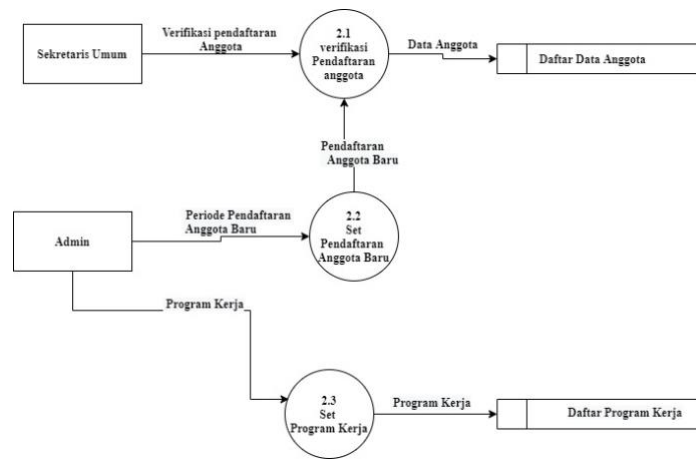 Sekretaris Umum
Verifikasi pendaftaran
Anggota
2.1
verifikasi
Pendaftaran
anggota
Data Anggota
Daftar Data Anggota
Pendaftaran
Anggota Baru
Admin
Periode Pendaftaran
Anggota Baru
2.2
Set
Pendaftaran
Anggota Baru
Program Kerja
2.3
Set
Program Kerja
Program Kerja
Daftar Program Kerja